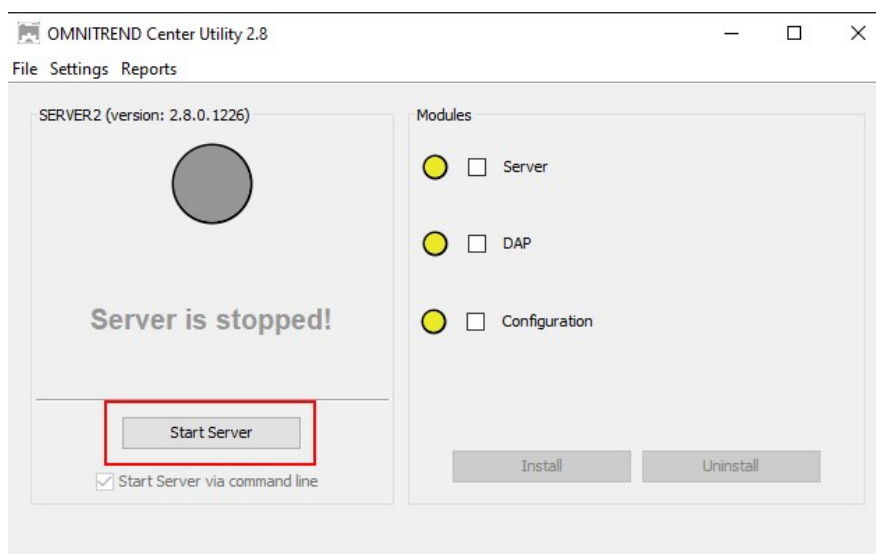 OMNITREND Center Utility 2.8
File Settings Reports
SERVER2 (version: 2.8.0.1226)
Server is stopped!
Start Server
Start Server via command line
Modules
Server
DAP
Configuration
Install Uninstall